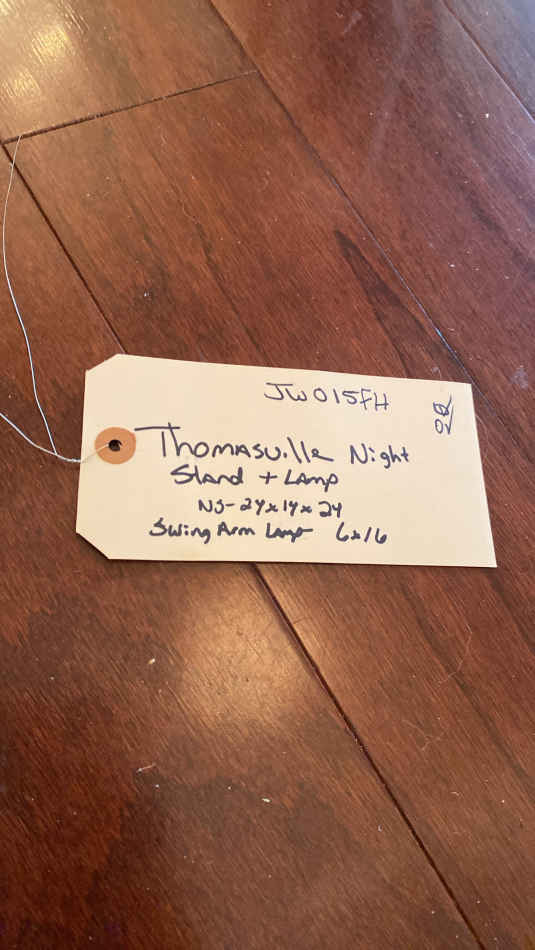 JW015FH
Thomasville Night
Stand + Lamp
NS- 24x14x24
Swing Arm Lamp 6x16